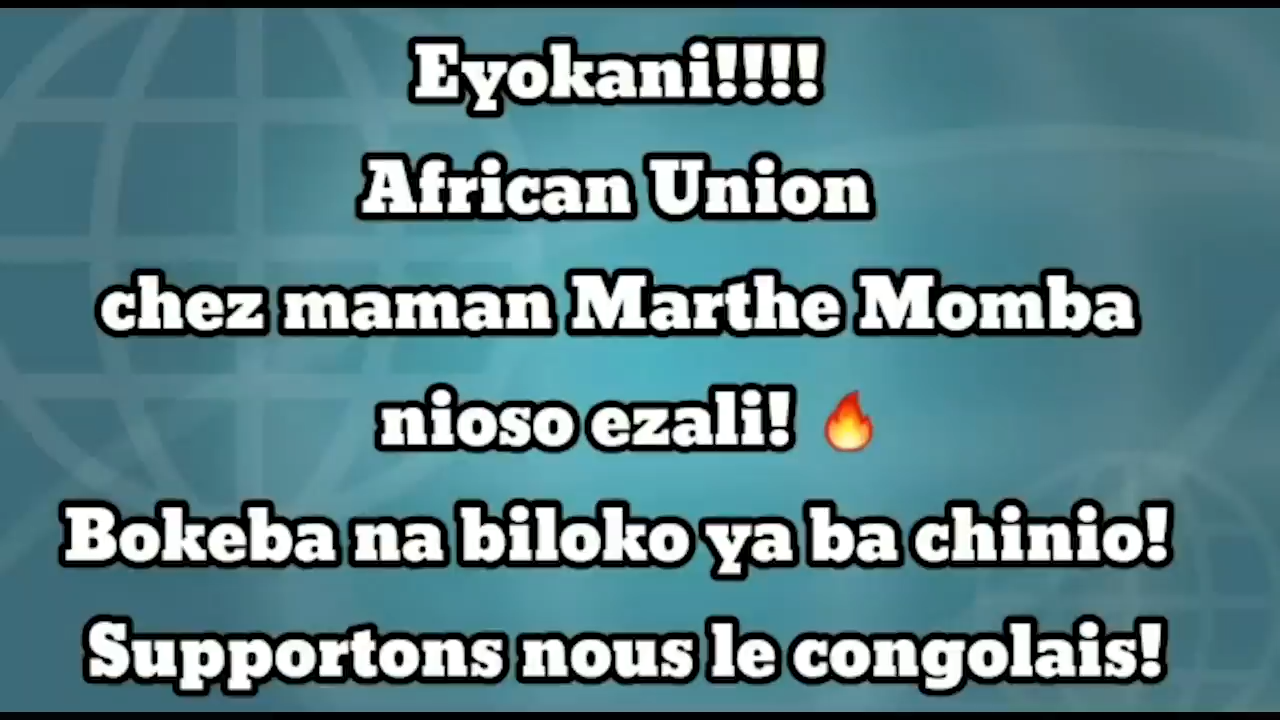 Eyokani!!!!
African Union
chez maman Marthe Momba
nioso ezali! 🔥
Bokeba na biloko ya ba chinio!
Supportons nous le congolais!